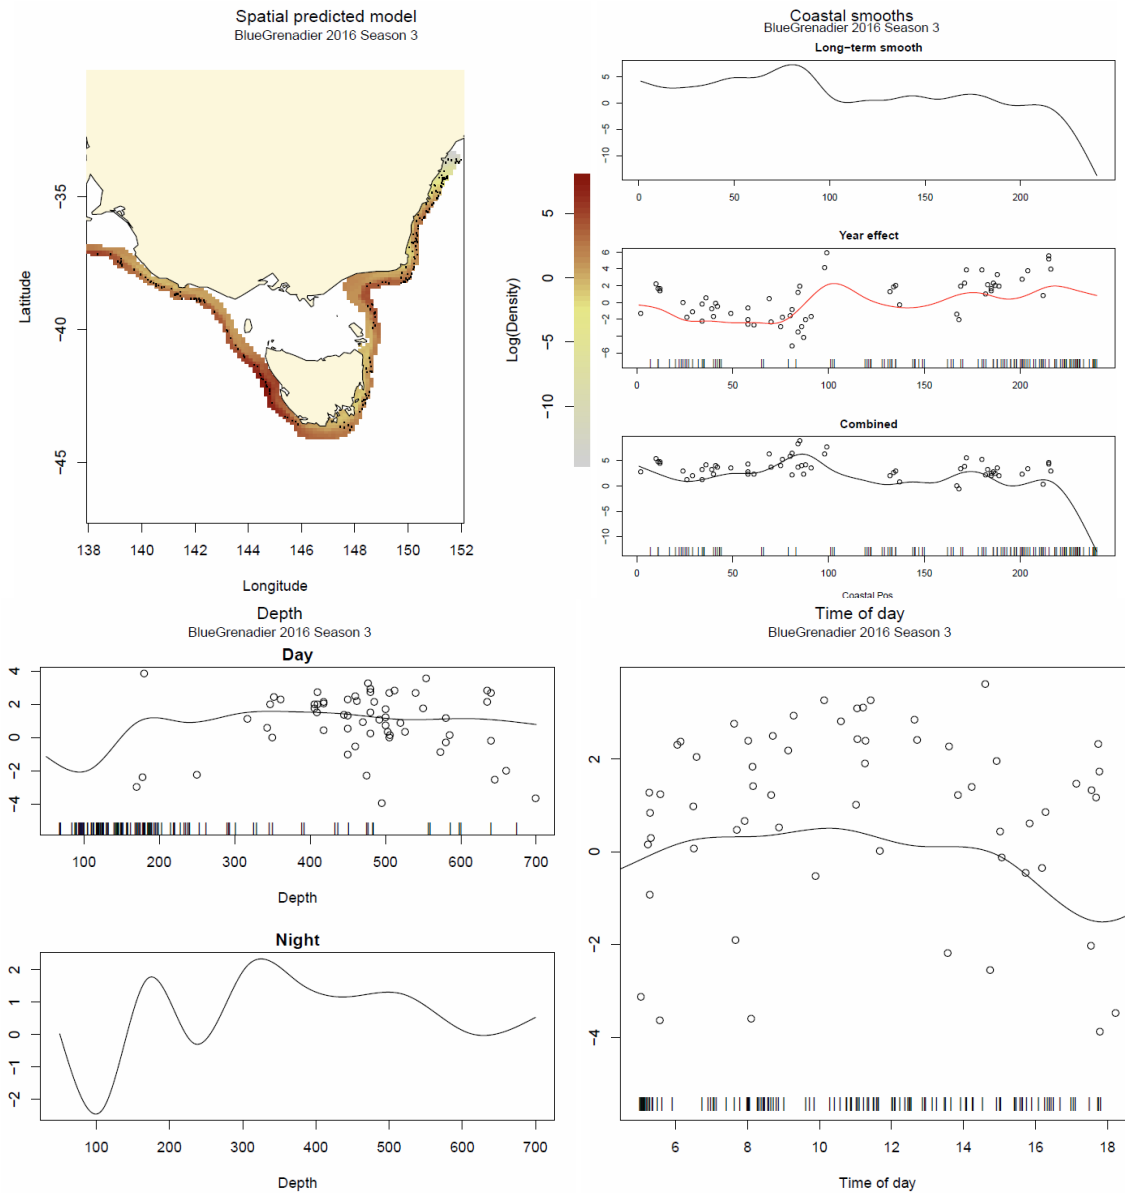 Spatial predicted model
BlueGrenadier 2016 Season 3
Latitude
−35
−40
−45
138 140 142 144 146 148 150 152
Longitude
Log(Density)
5
0
−5
−10
Coastal smooths
BlueGrenadier 2016 Season 3
Long−term smooth
5
0
−5
−10
0 50 100 150 200
Year effect
6
4
2
0
−2
−6
0 50 100 150 200
Combined
5
0
−5
−10
0 50 100 150 200
Coastal Pos
Depth
BlueGrenadier 2016 Season 3
Day
4
2
0
−2
−4
100 200 300 400 500 600 700
Depth
Night
2
1
0
−1
−2
100 200 300 400 500 600 700
Depth
Time of day
BlueGrenadier 2016 Season 3
2
0
−2
−4
6 8 10 12 14 16 18
Time of day